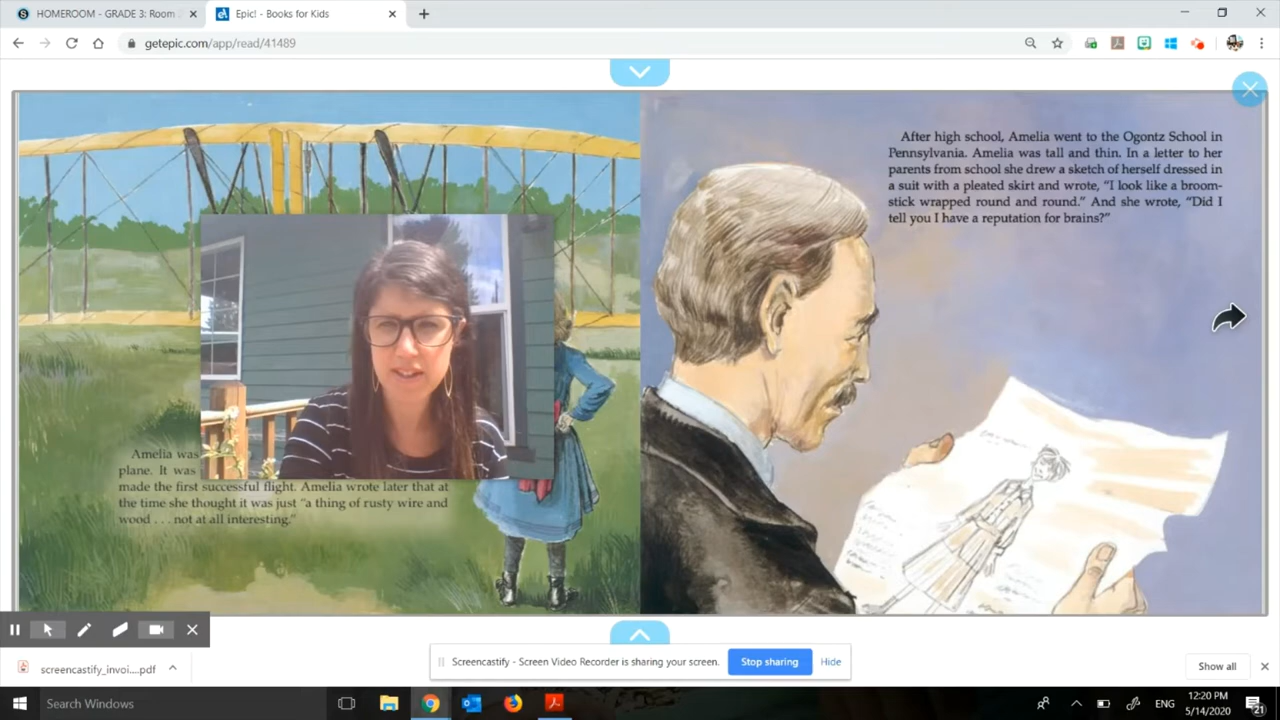 HOMEROOM - GRADE 3: Room
Epic! - Books for Kids
getepic.com/app/read/41489
After high school, Amelia went to the Ogontz School in
Pennsylvania. Amelia was tall and thin. In a letter to her
parents from school she drew a sketch of herself dressed in
a suit with a pleated skirt and wrote, “I look like a broom-
stick wrapped round and round.” And she wrote, “Did I
tell you I have a reputation for brains?”
Amelia was
plane. It was
made the first successful flight. Amelia wrote later that at
the time she thought it was just “a thing of rusty wire and
wood . . . not at all interesting.”
Screencastify - Screen Video Recorder is sharing your screen.
Stop sharing
Hide
screencastify_invoi....pdf
Show all
Search Windows
ENG
12:20 PM
5/14/2020
21